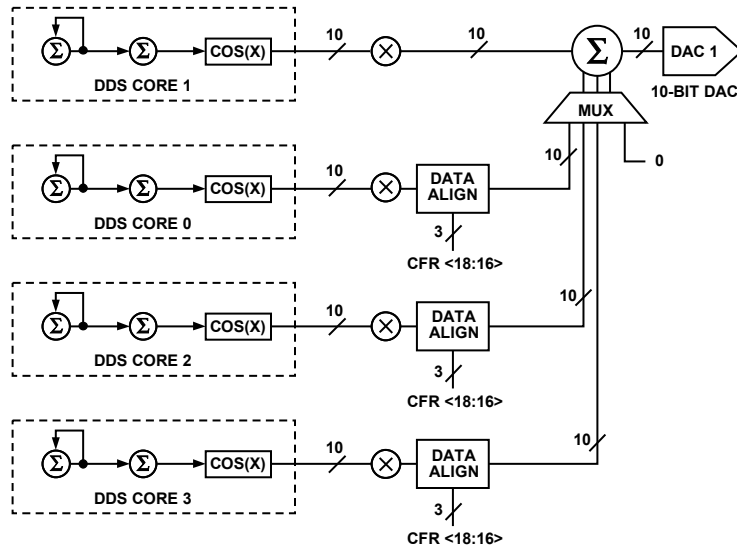 10 10 10
Σ Σ COS(X) × Σ DAC 1
DDS CORE 1 10-BIT DAC
MUX
10 10 0
Σ Σ COS(X) × DATA
ALIGN
DDS CORE 0
3
CFR <18:16>
10 10
Σ Σ COS(X) × DATA
ALIGN
DDS CORE 2
3
CFR <18:16>
10 10
Σ Σ COS(X) × DATA
ALIGN
DDS CORE 3
3
CFR <18:16>